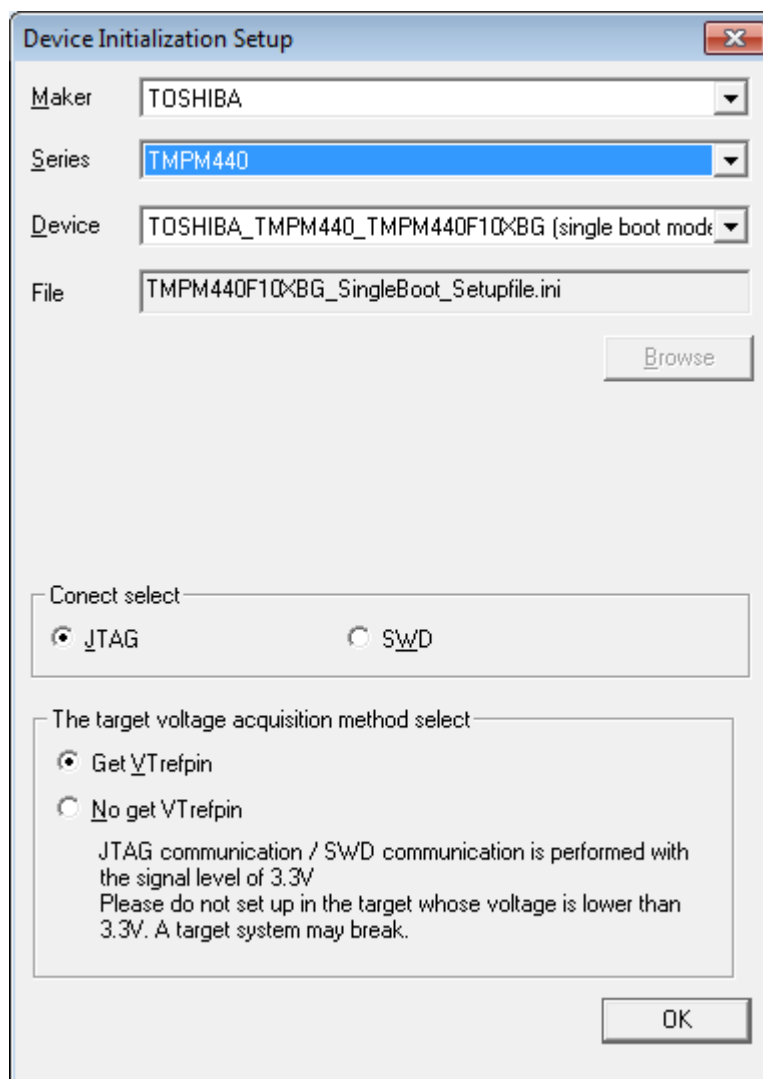 Device Initialization Setup
Maker TOSHIBA
Series TMPM440
Device TOSHIBA_TMPM440_TMPM440F10XBG (single boot mode
File TMPM440F10XBG_SingleBoot_Setupfile.ini
Browse
Conect select
JTAG SWD
The target voltage acquisition method select
Get VTrefpin
No get VTrefpin
JTAG communication / SWD communication is performed with
the signal level of 3.3V
Please do not set up in the target whose voltage is lower than
3.3V. A target system may break.
OK